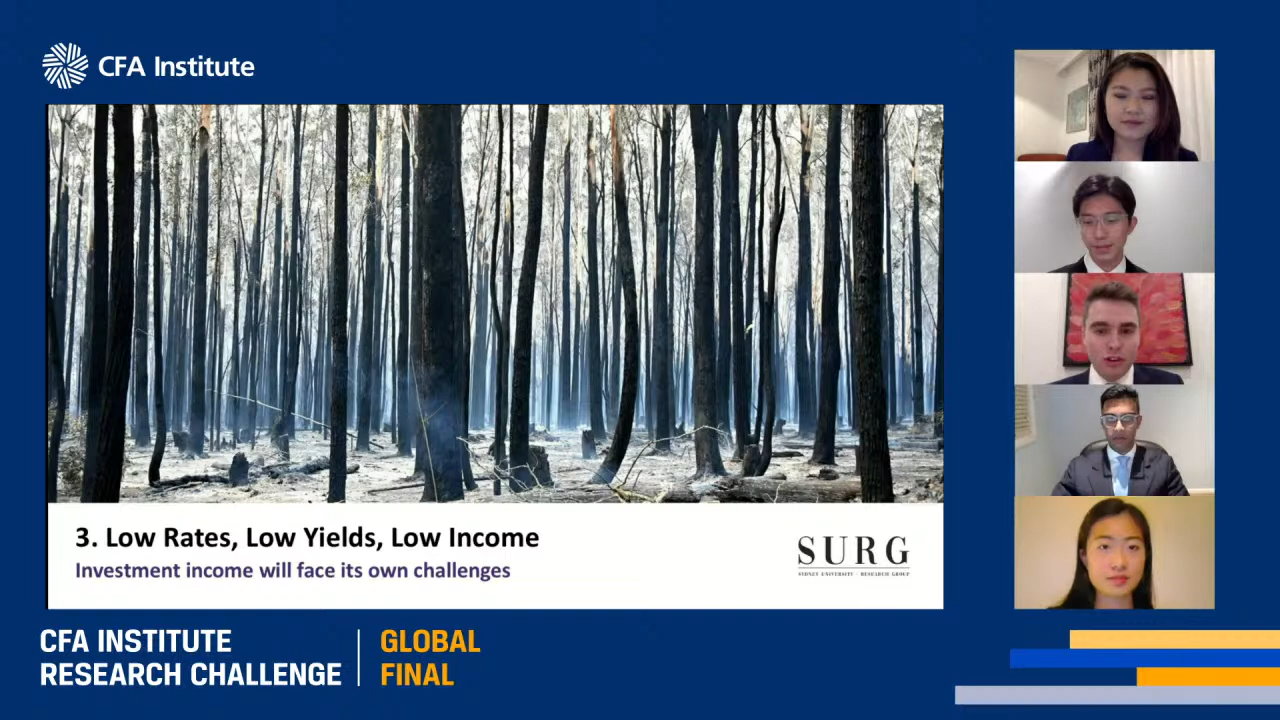 CFA Institute
3. Low Rates, Low Yields, Low Income
Investment income will face its own challenges
SURG
SYDNEY UNIVERSITY · RESEARCH GROUP
CFA INSTITUTE
RESEARCH CHALLENGE
GLOBAL
FINAL